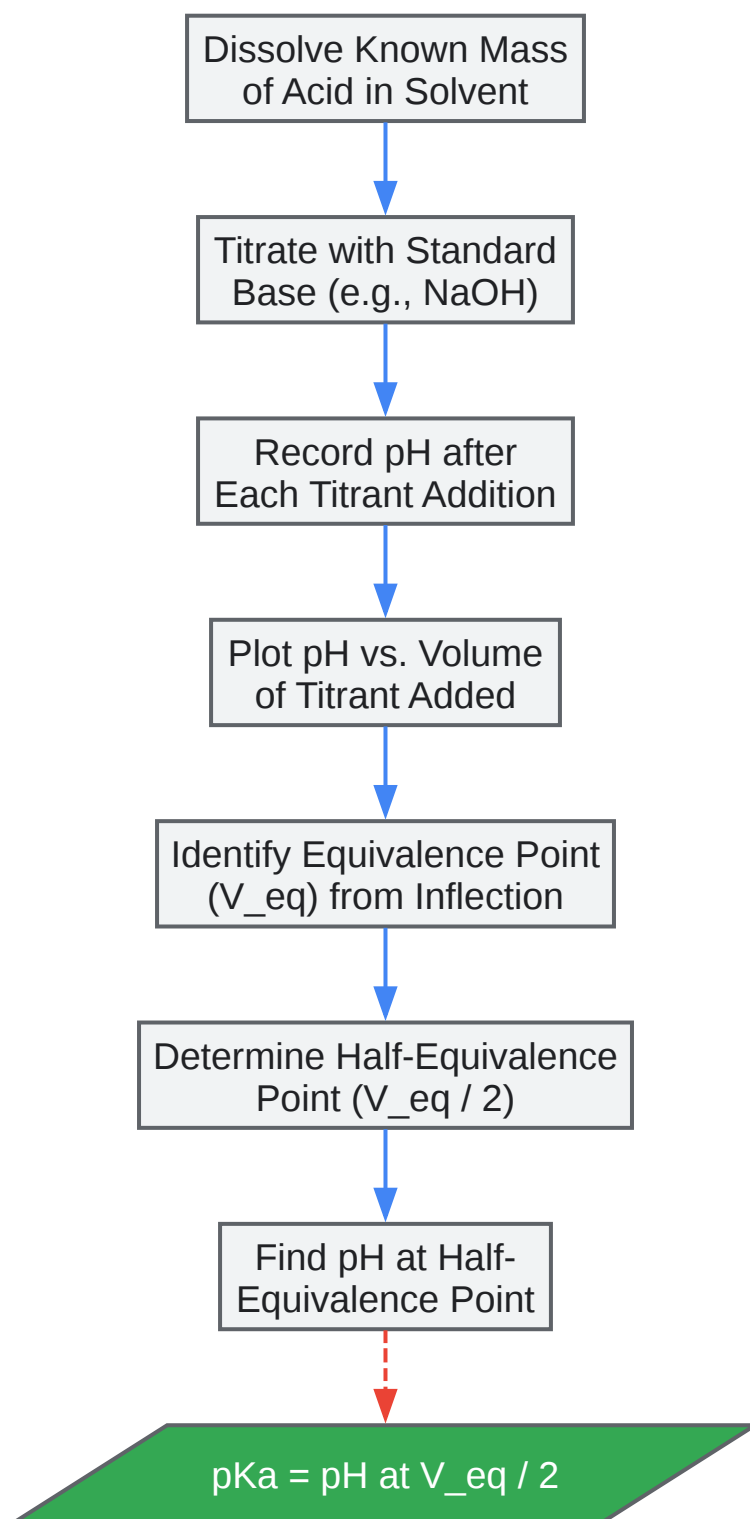 Dissolve Known Mass
of Acid in Solvent
Titrate with Standard
Base (e.g., NaOH)
Record pH after
Each Titrant Addition
Plot pH vs. Volume
of Titrant Added
Identify Equivalence Point
(V_eq) from Inflection
Determine Half-Equivalence
Point (V_eq / 2)
Find pH at Half-
Equivalence Point
pKa = pH at V_eq / 2